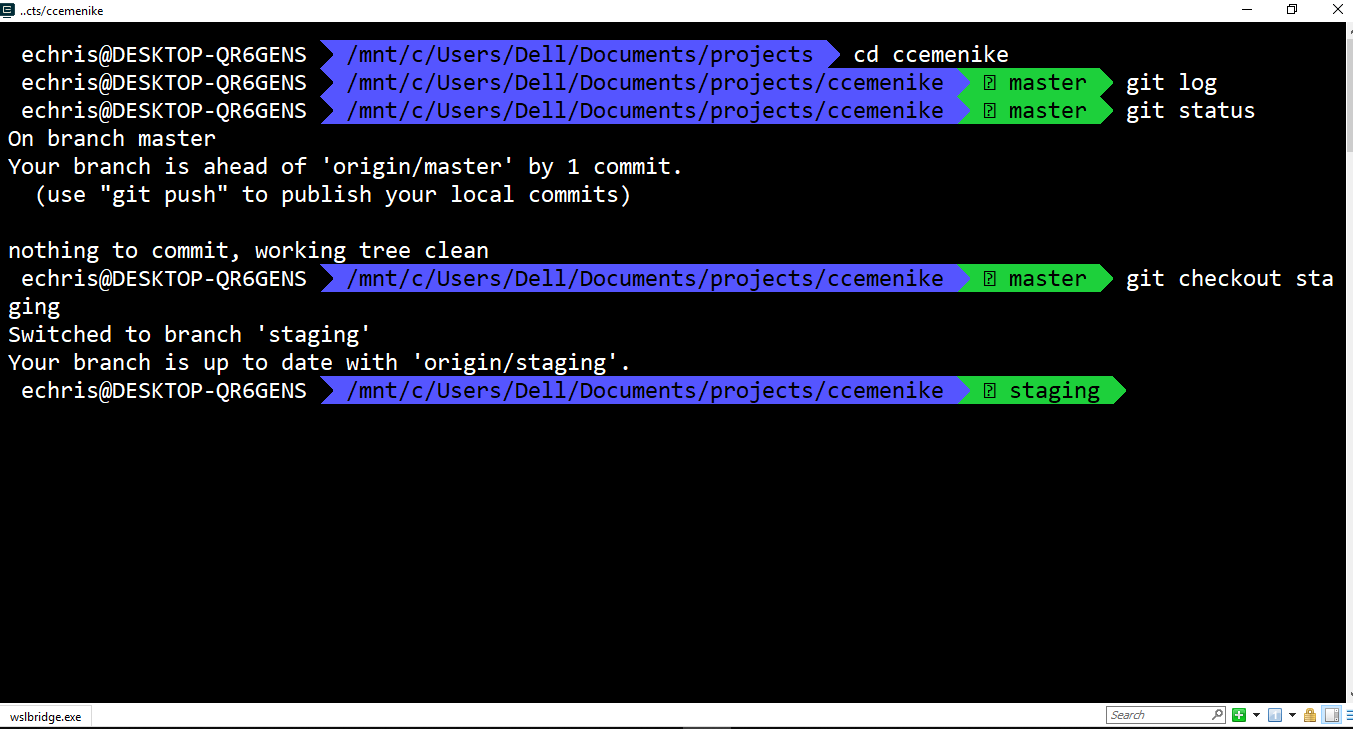 ..cts/ccemenike
echris@DESKTOP-QR6GENS /mnt/c/Users/Dell/Documents/projects cd ccemenike
echris@DESKTOP-QR6GENS /mnt/c/Users/Dell/Documents/projects/ccemenike master git log
echris@DESKTOP-QR6GENS /mnt/c/Users/Dell/Documents/projects/ccemenike master git status
On branch master
Your branch is ahead of 'origin/master' by 1 commit.
(use "git push" to publish your local commits)
nothing to commit, working tree clean
echris@DESKTOP-QR6GENS /mnt/c/Users/Dell/Documents/projects/ccemenike master git checkout sta
ging
Switched to branch 'staging'
Your branch is up to date with 'origin/staging'.
echris@DESKTOP-QR6GENS /mnt/c/Users/Dell/Documents/projects/ccemenike staging
wslbridge.exe
Search